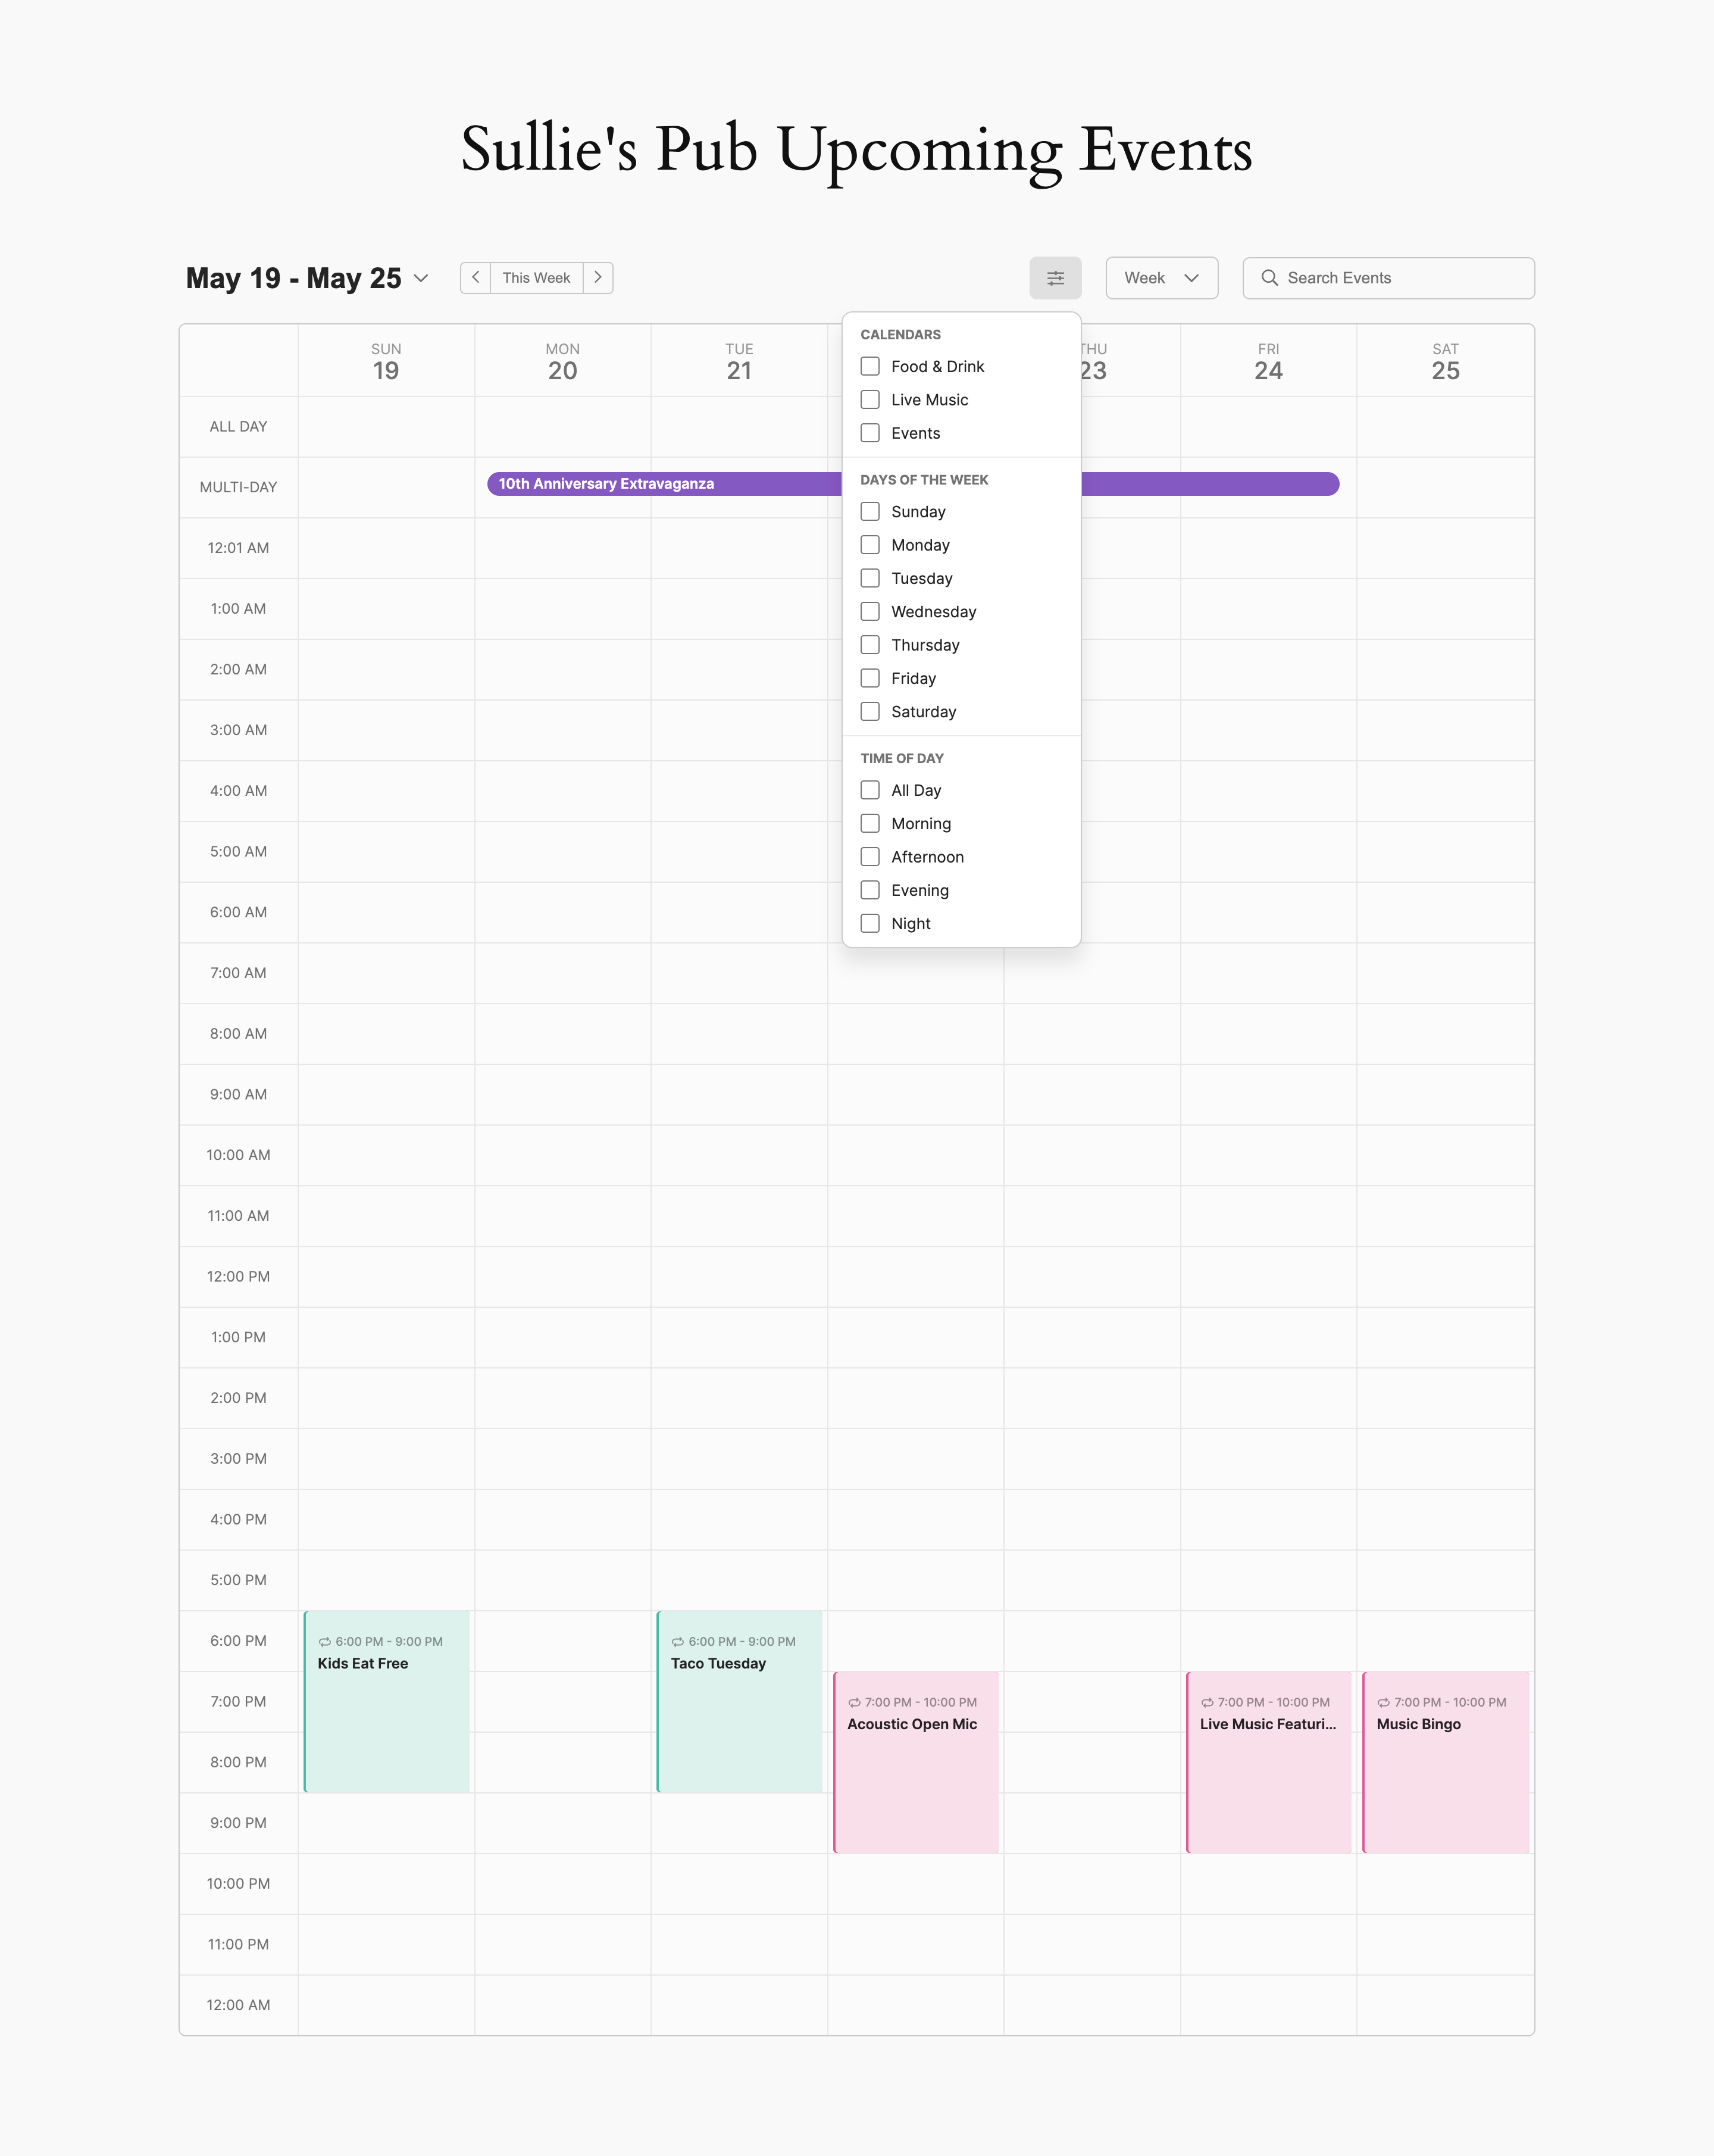 Sullie's Pub Upcoming Events
May 19 - May 25
This Week
Week
Search Events
SUN
19
MON
20
TUE
21
THU
23
FRI
24
SAT
25
CALENDARS
Food & Drink
Live Music
Events
DAYS OF THE WEEK
Sunday
Monday
Tuesday
Wednesday
Thursday
Friday
Saturday
TIME OF DAY
All Day
Morning
Afternoon
Evening
Night
ALL DAY
MULTI-DAY
10th Anniversary Extravaganza
12:01 AM
1:00 AM
2:00 AM
3:00 AM
4:00 AM
5:00 AM
6:00 AM
7:00 AM
8:00 AM
9:00 AM
10:00 AM
11:00 AM
12:00 PM
1:00 PM
2:00 PM
3:00 PM
4:00 PM
5:00 PM
6:00 PM
6:00 PM - 9:00 PM
Kids Eat Free
6:00 PM - 9:00 PM
Taco Tuesday
7:00 PM
7:00 PM - 10:00 PM
Acoustic Open Mic
7:00 PM - 10:00 PM
Live Music Featuri...
7:00 PM - 10:00 PM
Music Bingo
8:00 PM
9:00 PM
10:00 PM
11:00 PM
12:00 AM